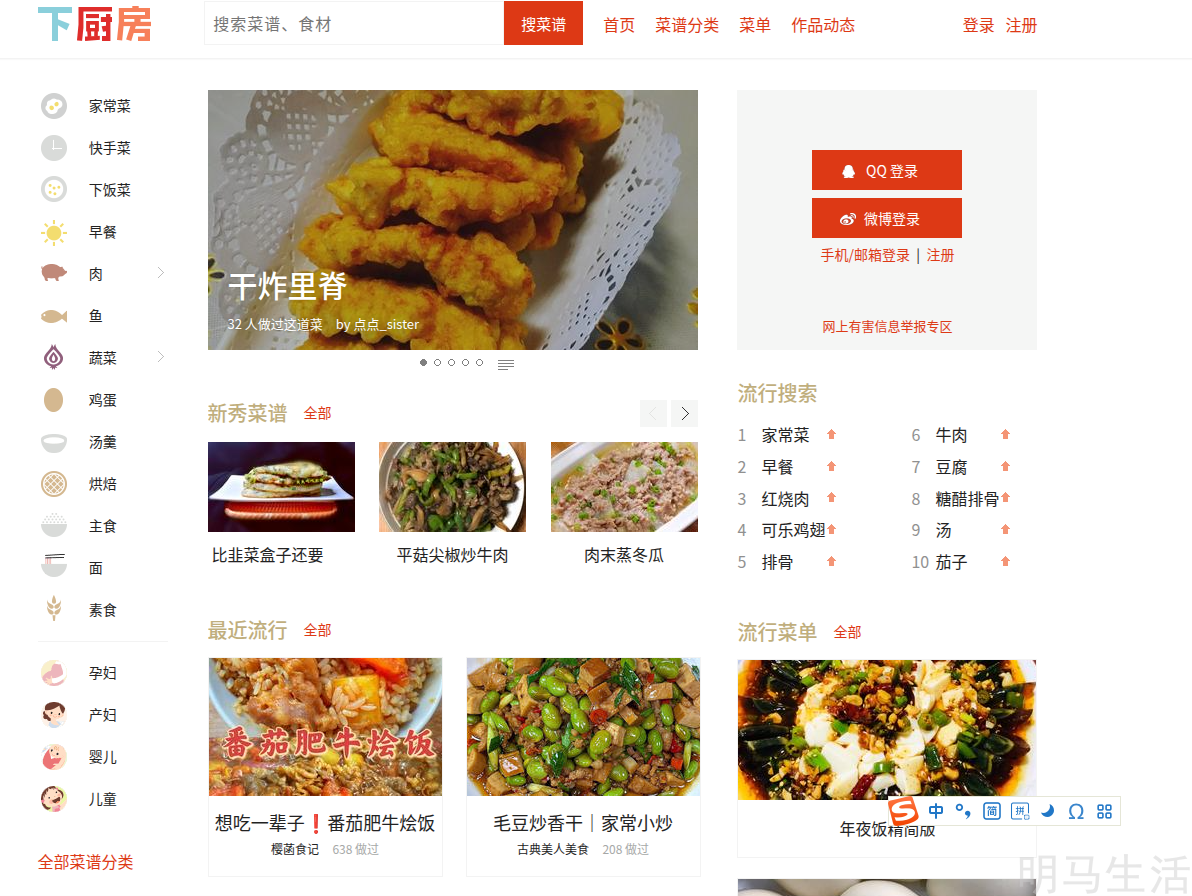 下厨房
搜索菜谱、食材
搜菜谱
首页 菜谱分类 菜单 作品动态
登录 注册
家常菜
快手菜
下饭菜
早餐
肉
鱼
蔬菜
鸡蛋
汤羹
烘焙
主食
面
素食
孕妇
产妇
婴儿
儿童
全部菜谱分类
干炸里脊
32 人做过这道菜 by 点点_sister
QQ 登录
微博登录
手机/邮箱登录 | 注册
网上有害信息举报专区
新秀菜谱 全部
比韭菜盒子还要
平菇尖椒炒牛肉
肉末蒸冬瓜
流行搜索
1 家常菜
2 早餐
3 红烧肉
4 可乐鸡翅
5 排骨
6 牛肉
7 豆腐
8 糖醋排骨
9 汤
10 茄子
最近流行 全部
番茄肥牛烩饭
想吃一辈子❗番茄肥牛烩饭
樱菡食记 638 做过
毛豆炒香干｜家常小炒
古典美人美食 208 做过
流行菜单 全部
年夜饭精简版
S 中 °, 简 拼
明马生活